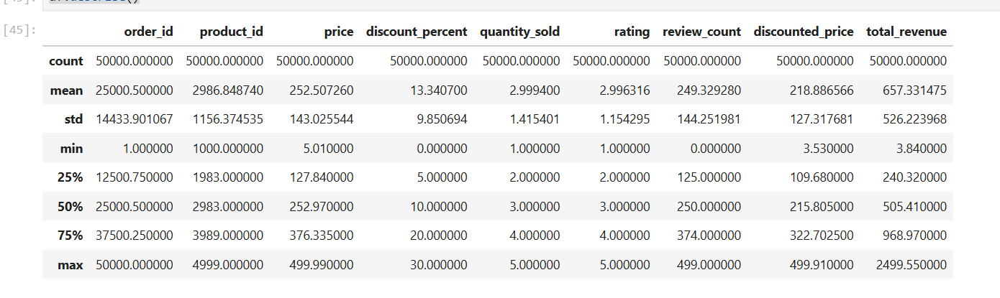 [45]:
order_id product_id price discount_percent quantity_sold rating review_count discounted_price total_revenue
count 50000.000000 50000.000000 50000.000000 50000.000000 50000.000000 50000.000000 50000.000000 50000.000000 50000.000000
mean 25000.500000 2986.848740 252.507260 13.340700 2.999400 2.996316 249.329280 218.886566 657.331475
std 14433.901067 1156.374535 143.025544 9.850694 1.415401 1.154295 144.251981 127.317681 526.223968
min 1.000000 1000.000000 5.010000 0.000000 1.000000 1.000000 0.000000 3.530000 3.840000
25% 12500.750000 1983.000000 127.840000 5.000000 2.000000 2.000000 125.000000 109.680000 240.320000
50% 25000.500000 2983.000000 252.970000 10.000000 3.000000 3.000000 250.000000 215.805000 505.410000
75% 37500.250000 3989.000000 376.335000 20.000000 4.000000 4.000000 374.000000 322.702500 968.970000
max 50000.000000 4999.000000 499.990000 30.000000 5.000000 5.000000 499.000000 499.910000 2499.550000